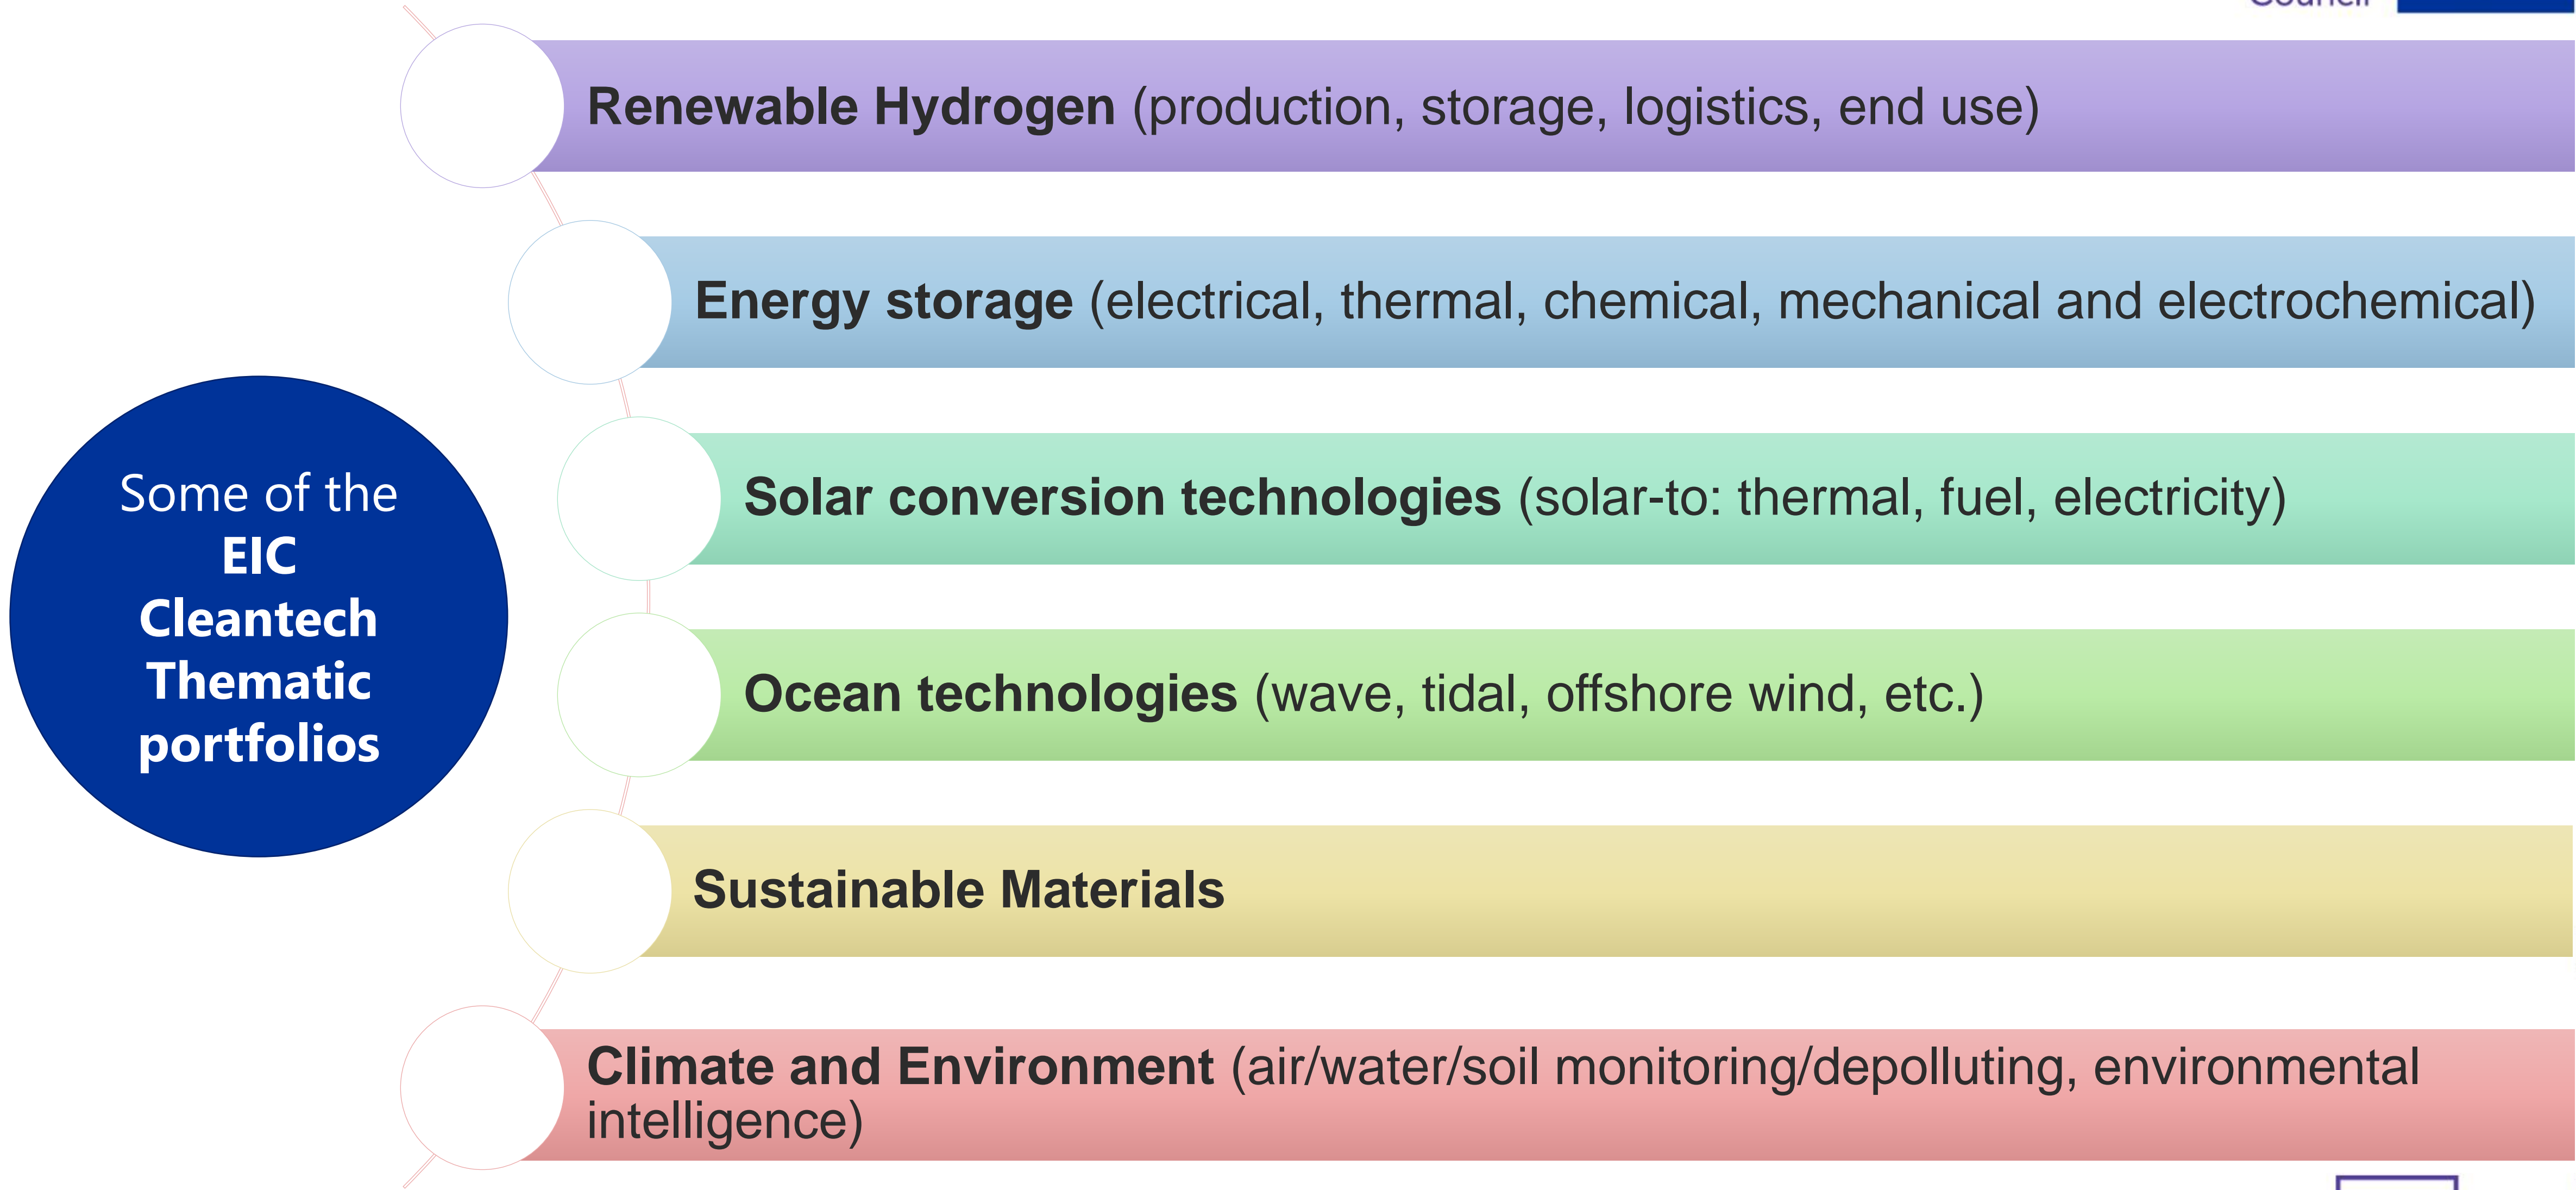 Council
Renewable Hydrogen (production, storage, logistics, end use)
Energy storage (electrical, thermal, chemical, mechanical and electrochemical)
Solar conversion technologies (solar-to: thermal, fuel, electricity)
Some of the
EIC
Cleantech
Thematic
portfolios
Ocean technologies (wave, tidal, offshore wind, etc.)
Sustainable Materials
Climate and Environment (air/water/soil monitoring/depolluting, environmental
intelligence)